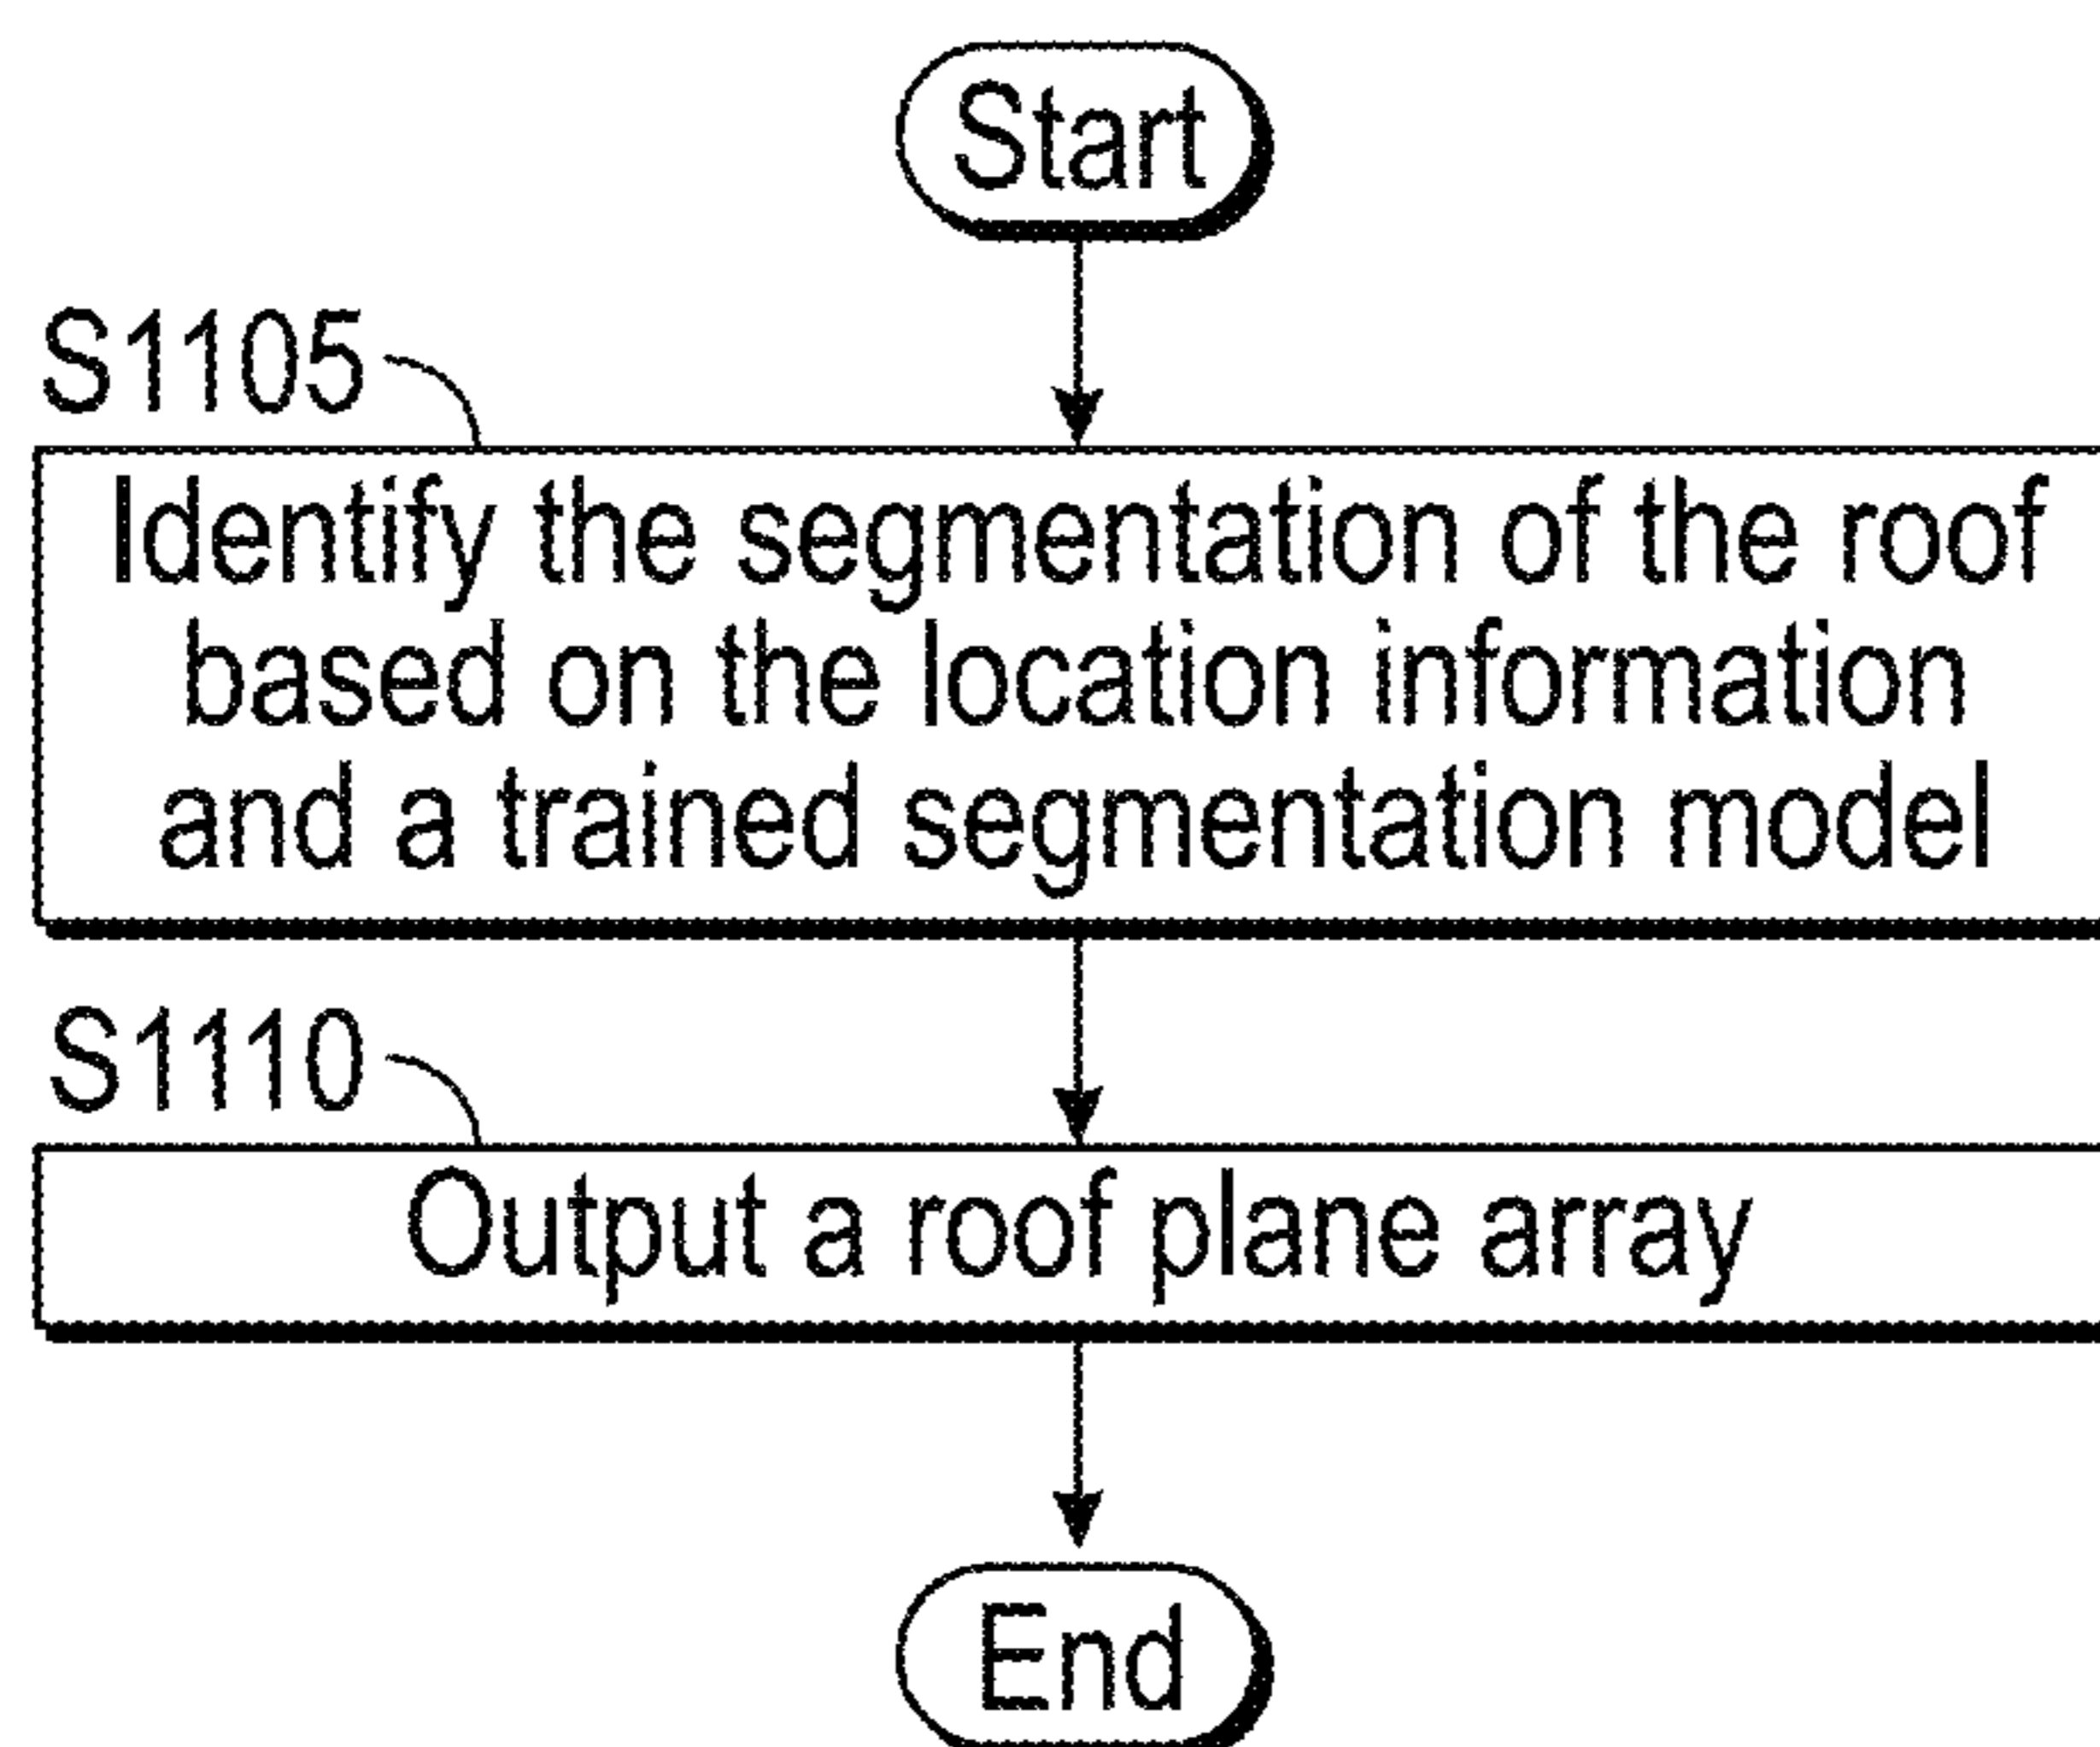 Start
S1105
Identify the segmentation of the roof
based on the location information
and a trained segmentation model
S1110
Output a roof plane array
End